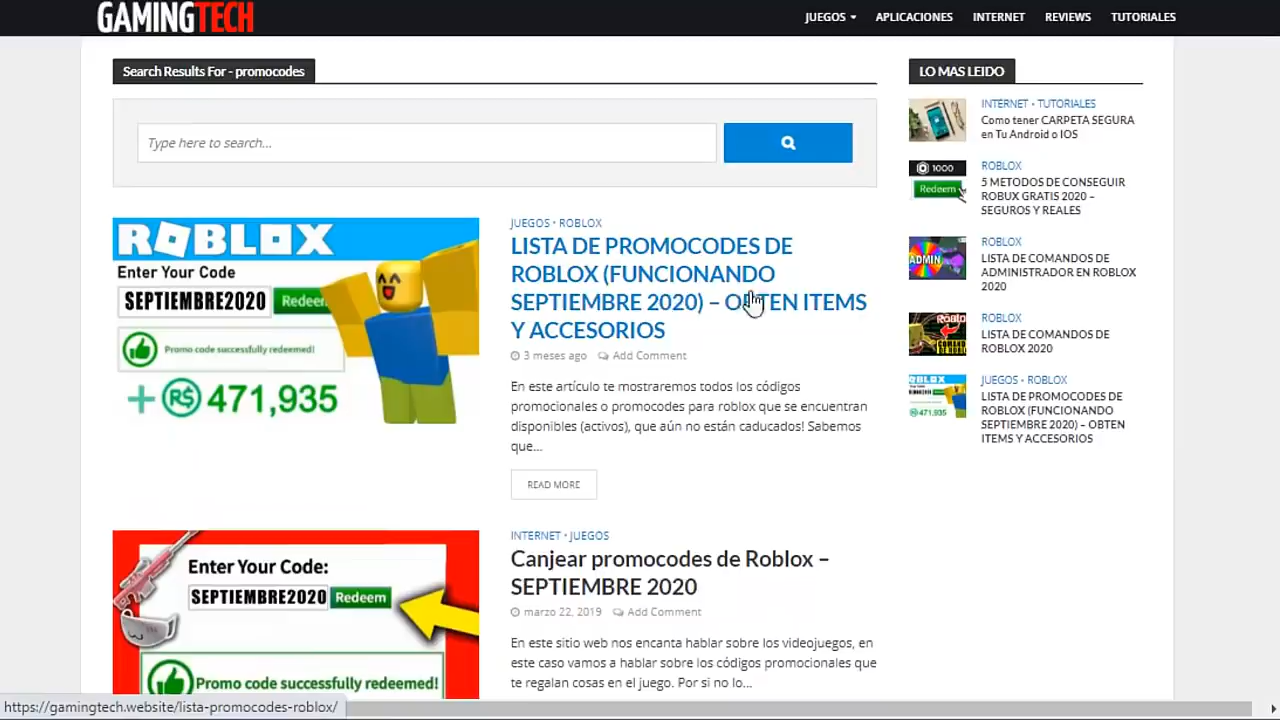 GAMINGTECH
JUEGOS
APLICACIONES
INTERNET
REVIEWS
TUTORIALES
Search Results For - promocodes
Type here to search...
ROBLOX
Enter Your Code
SEPTIEMBRE2020
Redeem
Promo code successfully redeemed!
+ R$ 471,935
JUEGOS • ROBLOX
LISTA DE PROMOCODES DE
ROBLOX (FUNCIONANDO
SEPTIEMBRE 2020) – OBTEN ITEMS
Y ACCESORIOS
3 meses ago
Add Comment
En este artículo te mostraremos todos los códigos
promocionales o promocodes para roblox que se encuentran
disponibles (activos), que aún no están caducados! Sabemos
que...
READ MORE
Enter Your Code:
SEPTIEMBRE2020
Redeem
Promo code successfully redeemed!
INTERNET • JUEGOS
Canjear promocodes de Roblox –
SEPTIEMBRE 2020
marzo 22, 2019
Add Comment
En este sitio web nos encanta hablar sobre los videojuegos, en
este caso vamos a hablar sobre los códigos promocionales que
te regalan cosas en el juego. Por si no lo...
LO MAS LEIDO
INTERNET • TUTORIALES
Como tener CARPETA SEGURA
en Tu Android o IOS
1000
Redeem
ROBLOX
5 METODOS DE CONSEGUIR
ROBUX GRATIS 2020 –
SEGUROS Y REALES
ADMIN
ROBLOX
LISTA DE COMANDOS DE
ADMINISTRADOR EN ROBLOX
2020
ROBLOX
LISTA DE COMANDOS DE
ROBLOX 2020
ROBLOX
471,935
JUEGOS • ROBLOX
LISTA DE PROMOCODES DE
ROBLOX (FUNCIONANDO
SEPTIEMBRE 2020) – OBTEN
ITEMS Y ACCESORIOS
https://gamingtech.website/lista-promocodes-roblox/